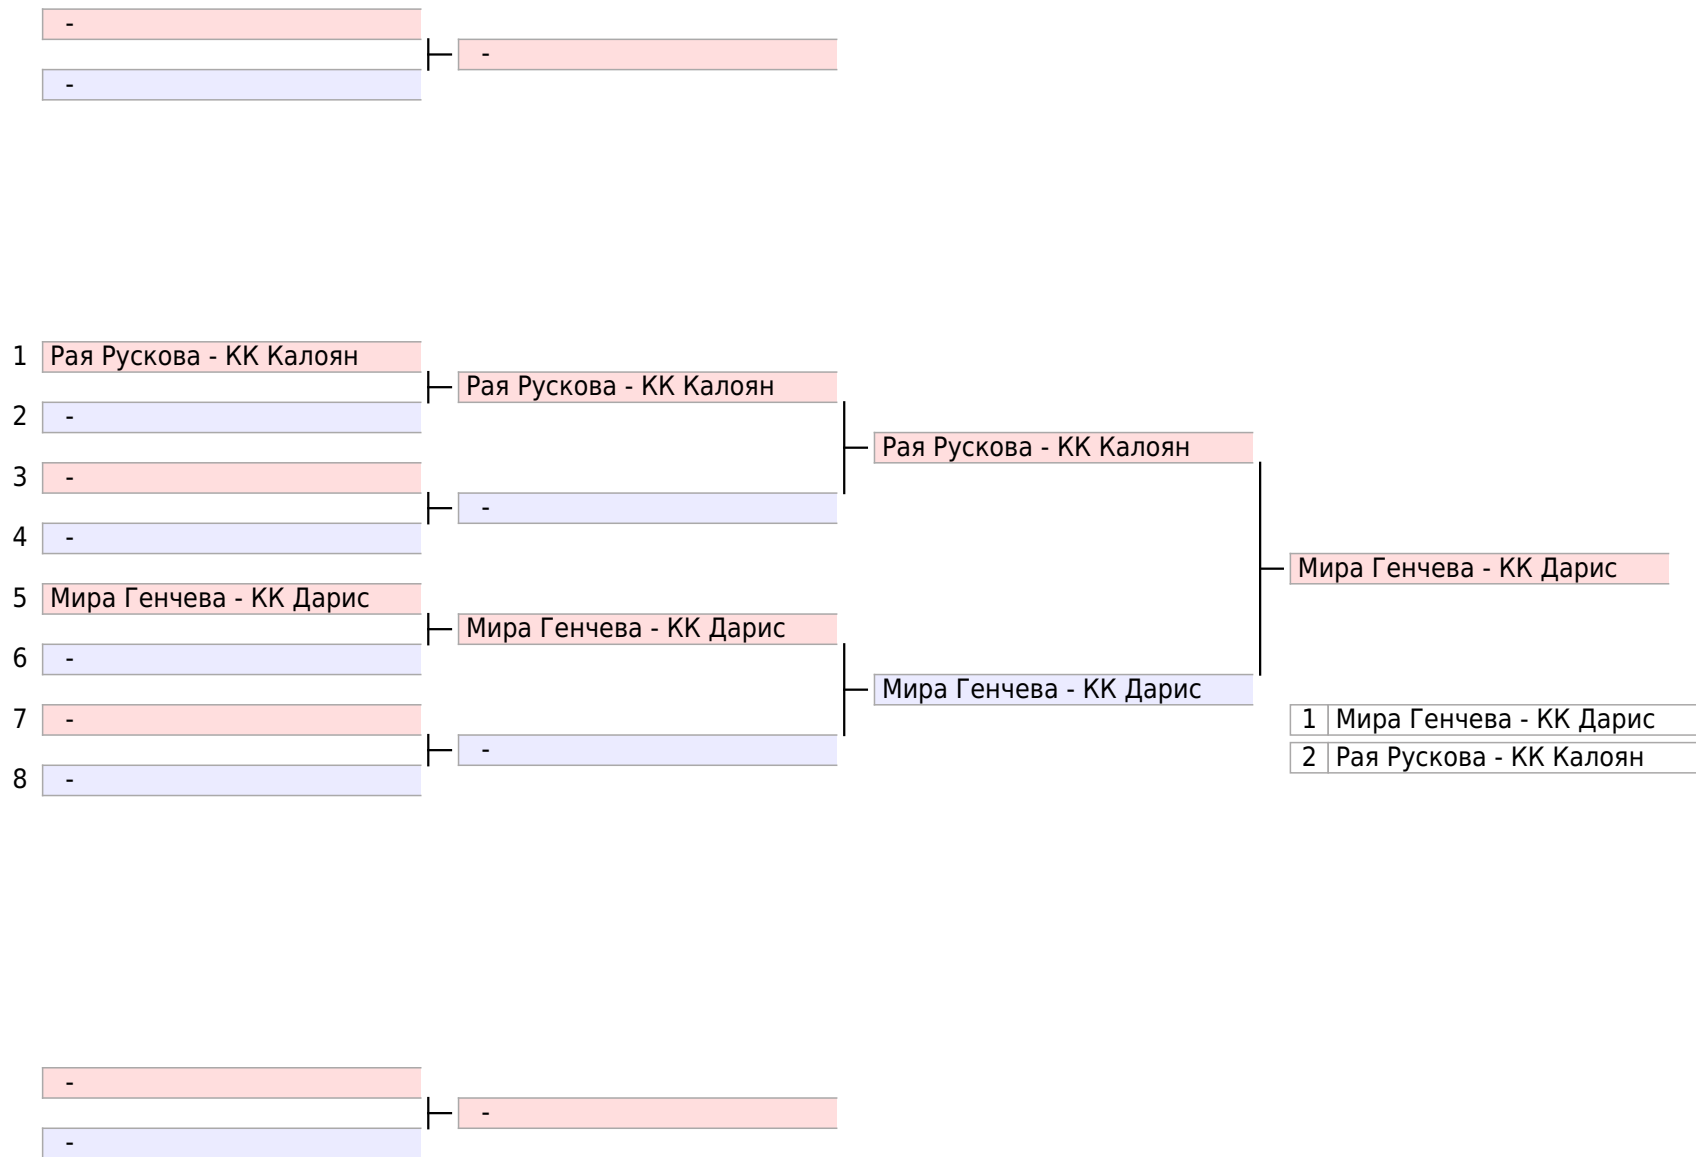 -
-
-
1 Рая Рускова - КК Калоян
Рая Рускова - КК Калоян
2 -
Рая Рускова - КК Калоян
3 -
-
4 -
Мира Генчева - КК Дарис
5 Мира Генчева - КК Дарис
Мира Генчева - КК Дарис
6 -
Мира Генчева - КК Дарис
7 -
1 Мира Генчева - КК Дарис
-
2 Рая Рускова - КК Калоян
8 -
-
-
-